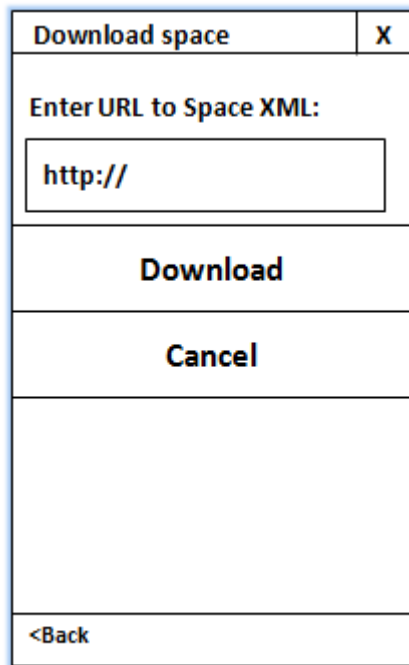 Download space
X
Enter URL to Space XML:
http://
Download
Cancel
<Back